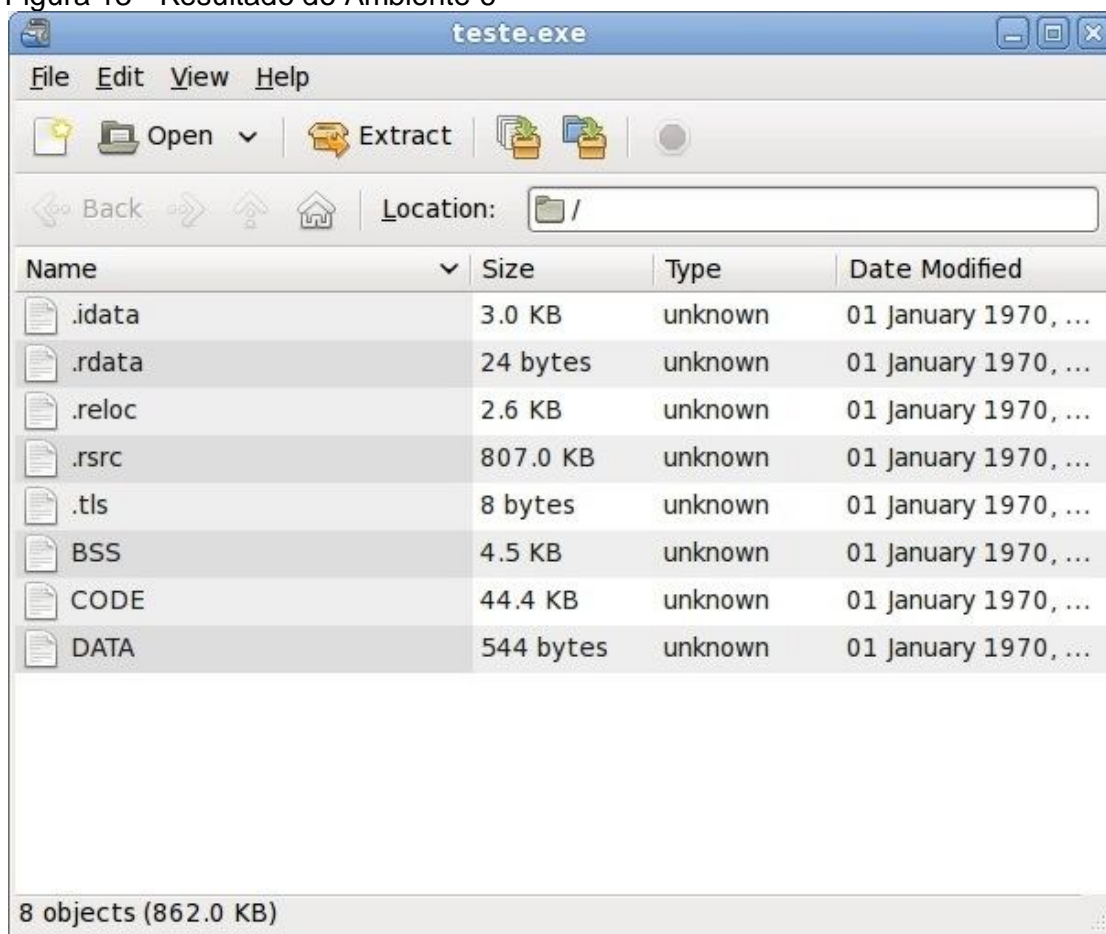 teste.exe
File Edit View Help
Open Extract
Back Location: /
Name Size Type Date Modified
.idata 3.0 KB unknown 01 January 1970, ...
.rdata 24 bytes unknown 01 January 1970, ...
.reloc 2.6 KB unknown 01 January 1970, ...
.rsrc 807.0 KB unknown 01 January 1970, ...
.tls 8 bytes unknown 01 January 1970, ...
BSS 4.5 KB unknown 01 January 1970, ...
CODE 44.4 KB unknown 01 January 1970, ...
DATA 544 bytes unknown 01 January 1970, ...
8 objects (862.0 KB)